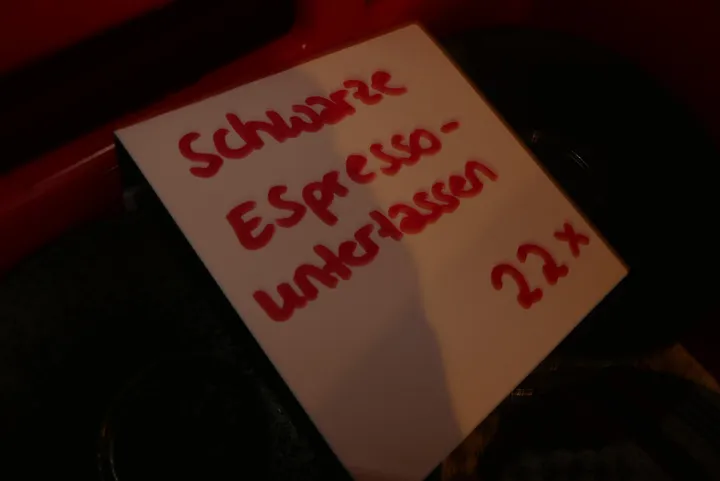 Schwarze
Espresso-
untertassen
22x